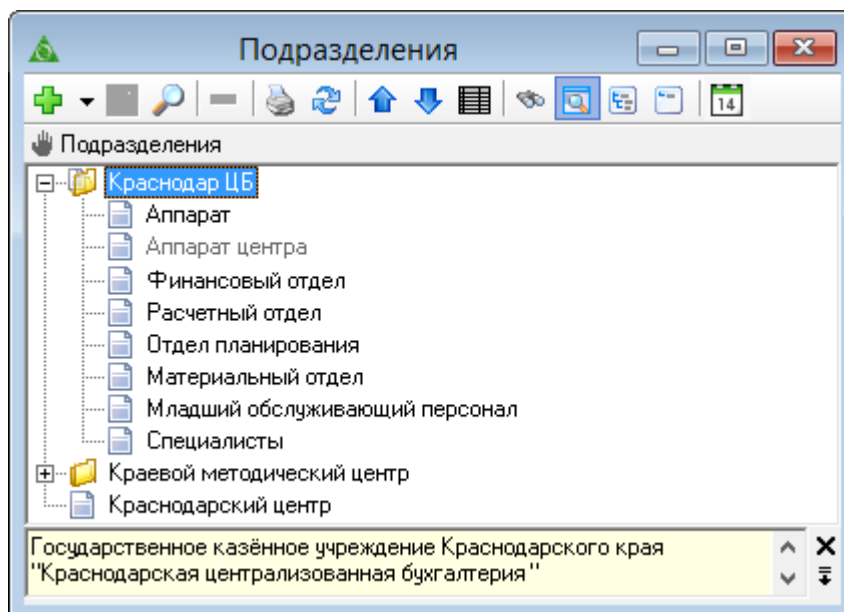 Подразделения
14
Подразделения
Краснодар ЦБ
Аппарат
Аппарат центра
Финансовый отдел
Расчетный отдел
Отдел планирования
Материальный отдел
Младший обслуживающий персонал
Специалисты
Краевой методический центр
Краснодарский центр
Государственное казённое учреждение Краснодарского края
"Краснодарская централизованная бухгалтерия "